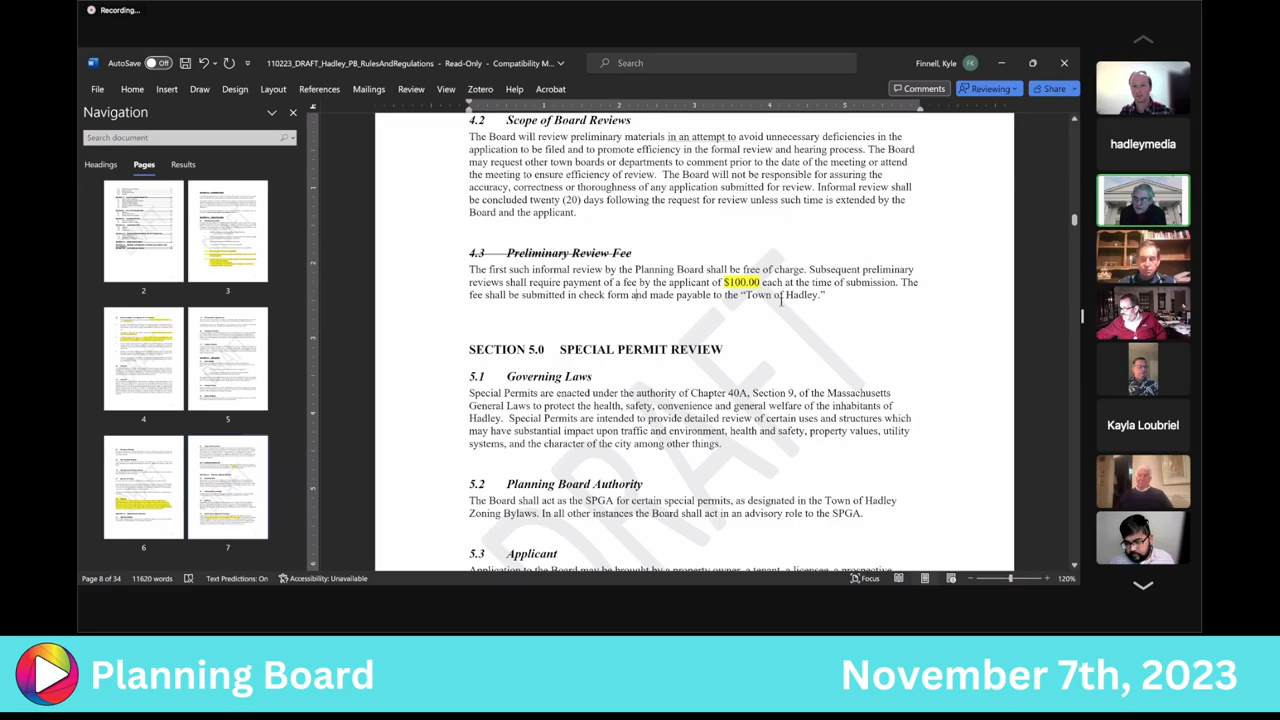 Recording...
AutoSave Off 110223_DRAFT_Hadley_PB_RulesAndRegulations - Read-Only - Compatibility M... Search Finnell, Kyle FK
File Home Insert Draw Design Layout References Mailings Review View Zotero Help Acrobat Comments Reviewing Share
Navigation
Search document
Headings Pages Results
2 3
4 5
6 7
4.2 Scope of Board Reviews
The Board will review preliminary materials in an attempt to avoid unnecessary deficiencies in the
application to be filed and to promote efficiency in the formal review and hearing process. The Board
may request other town boards or departments to comment prior to the date of the meeting or attend
the meeting to ensure efficiency of review. The Board will not be responsible for assuring the
accuracy, correctness or thoroughness of any application submitted for review. Informal review shall
be concluded twenty (20) days following the request for review unless such time is extended by the
Board and the applicant.
4.3 Preliminary Review Fee
The first such informal review by the Planning Board shall be free of charge. Subsequent preliminary
reviews shall require payment of a fee by the applicant of $100.00 each at the time of submission. The
fee shall be submitted in check form and made payable to the “Town of Hadley.”
SECTION 5.0 SPECIAL PERMIT REVIEW
5.1 Governing Laws
Special Permits are enacted under the authority of Chapter 40A, Section 9, of the Massachusetts
General Laws to protect the health, safety, convenience and general welfare of the inhabitants of
Hadley. Special Permits are intended to provide detailed review of certain uses and structures which
may have substantial impact upon traffic and environment, health and safety, property values, utility
systems, and the character of the city among other things.
5.2 Planning Board Authority
The Board shall act as the SPGA for certain special permits, as designated in the Town of Hadley
Zoning Bylaws. In all other instances the Board shall act in an advisory role to the SPGA.
5.3 Applicant
Application to the Board may be brought by a property owner, a tenant, a licensee, a prospective
hadleymedia
Kayla Loubriel
Page 8 of 34 11620 words Text Predictions: On Accessibility: Unavailable Focus 120%
Planning Board November 7th, 2023